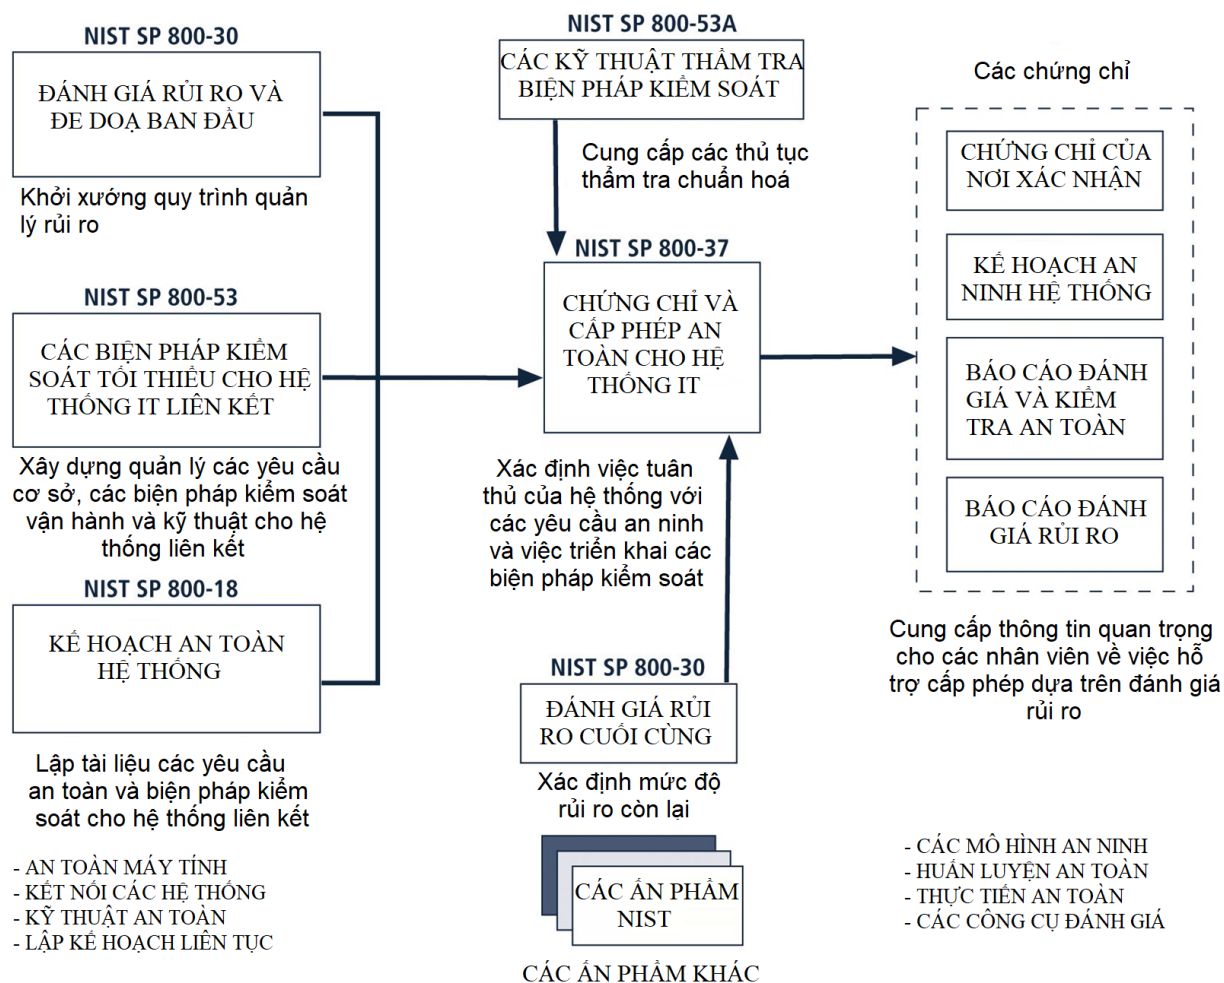 NIST SP 800-30
ĐÁNH GIÁ RỦI RO VÀ
ĐE DOẠ BAN ĐẦU
Khởi xướng quy trình quản
lý rủi ro
NIST SP 800-53
CÁC BIỆN PHÁP KIỂM
SOÁT TỐI THIỂU CHO HỆ
THỐNG IT LIÊN KẾT
Xây dựng quản lý các yêu cầu
cơ sở, các biện pháp kiểm soát
vận hành và kỹ thuật cho hệ
thống liên kết
NIST SP 800-18
KẾ HOẠCH AN TOÀN
HỆ THỐNG
Lập tài liệu các yêu cầu
an toàn và biện pháp kiểm
soát cho hệ thống liên kết
- AN TOÀN MÁY TÍNH
- KẾT NỐI CÁC HỆ THỐNG
- KỸ THUẬT AN TOÀN
- LẬP KẾ HOẠCH LIÊN TỤC
NIST SP 800-53A
CÁC KỸ THUẬT THẨM TRA
BIỆN PHÁP KIỂM SOÁT
Cung cấp các thủ tục
thẩm tra chuẩn hoá
NIST SP 800-37
CHỨNG CHỈ VÀ
CẤP PHÉP AN
TOÀN CHO HỆ
THỐNG IT
Xác định việc tuân
thủ của hệ thống với
các yêu cầu an ninh
và việc triển khai các
biện pháp kiểm soát
NIST SP 800-30
ĐÁNH GIÁ RỦI
RO CUỐI CÙNG
Xác định mức độ
rủi ro còn lại
CÁC ẤN PHẨM
NIST
CÁC ẤN PHẨM KHÁC
Các chứng chỉ
CHỨNG CHỈ CỦA
NƠI XÁC NHẬN
KẾ HOẠCH AN
NINH HỆ THỐNG
BÁO CÁO ĐÁNH
GIÁ VÀ KIỂM
TRA AN TOÀN
BÁO CÁO ĐÁNH
GIÁ RỦI RO
Cung cấp thông tin quan trọng
cho các nhân viên về việc hỗ
trợ cấp phép dựa trên đánh giá
rủi ro
- CÁC MÔ HÌNH AN NINH
- HUẤN LUYỆN AN TOÀN
- THỰC TIẾN AN TOÀN
- CÁC CÔNG CỤ ĐÁNH GIÁ